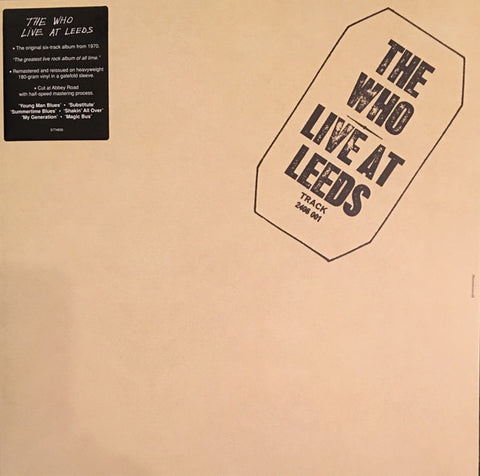 THE WHO
LIVE AT LEEDS
• The original six-track album from 1970.
"The greatest live rock album of all time."
• Remastered and reissued on heavyweight
180-gram vinyl in a gatefold sleeve.
• Cut at Abbey Road
with half-speed mastering process.
'Young Man Blues' • 'Substitute'
'Summertime Blues' • 'Shakin' All Over'
'My Generation' • 'Magic Bus'
THE
WHO
LIVE AT
LEEDS
TRACK
2406 001